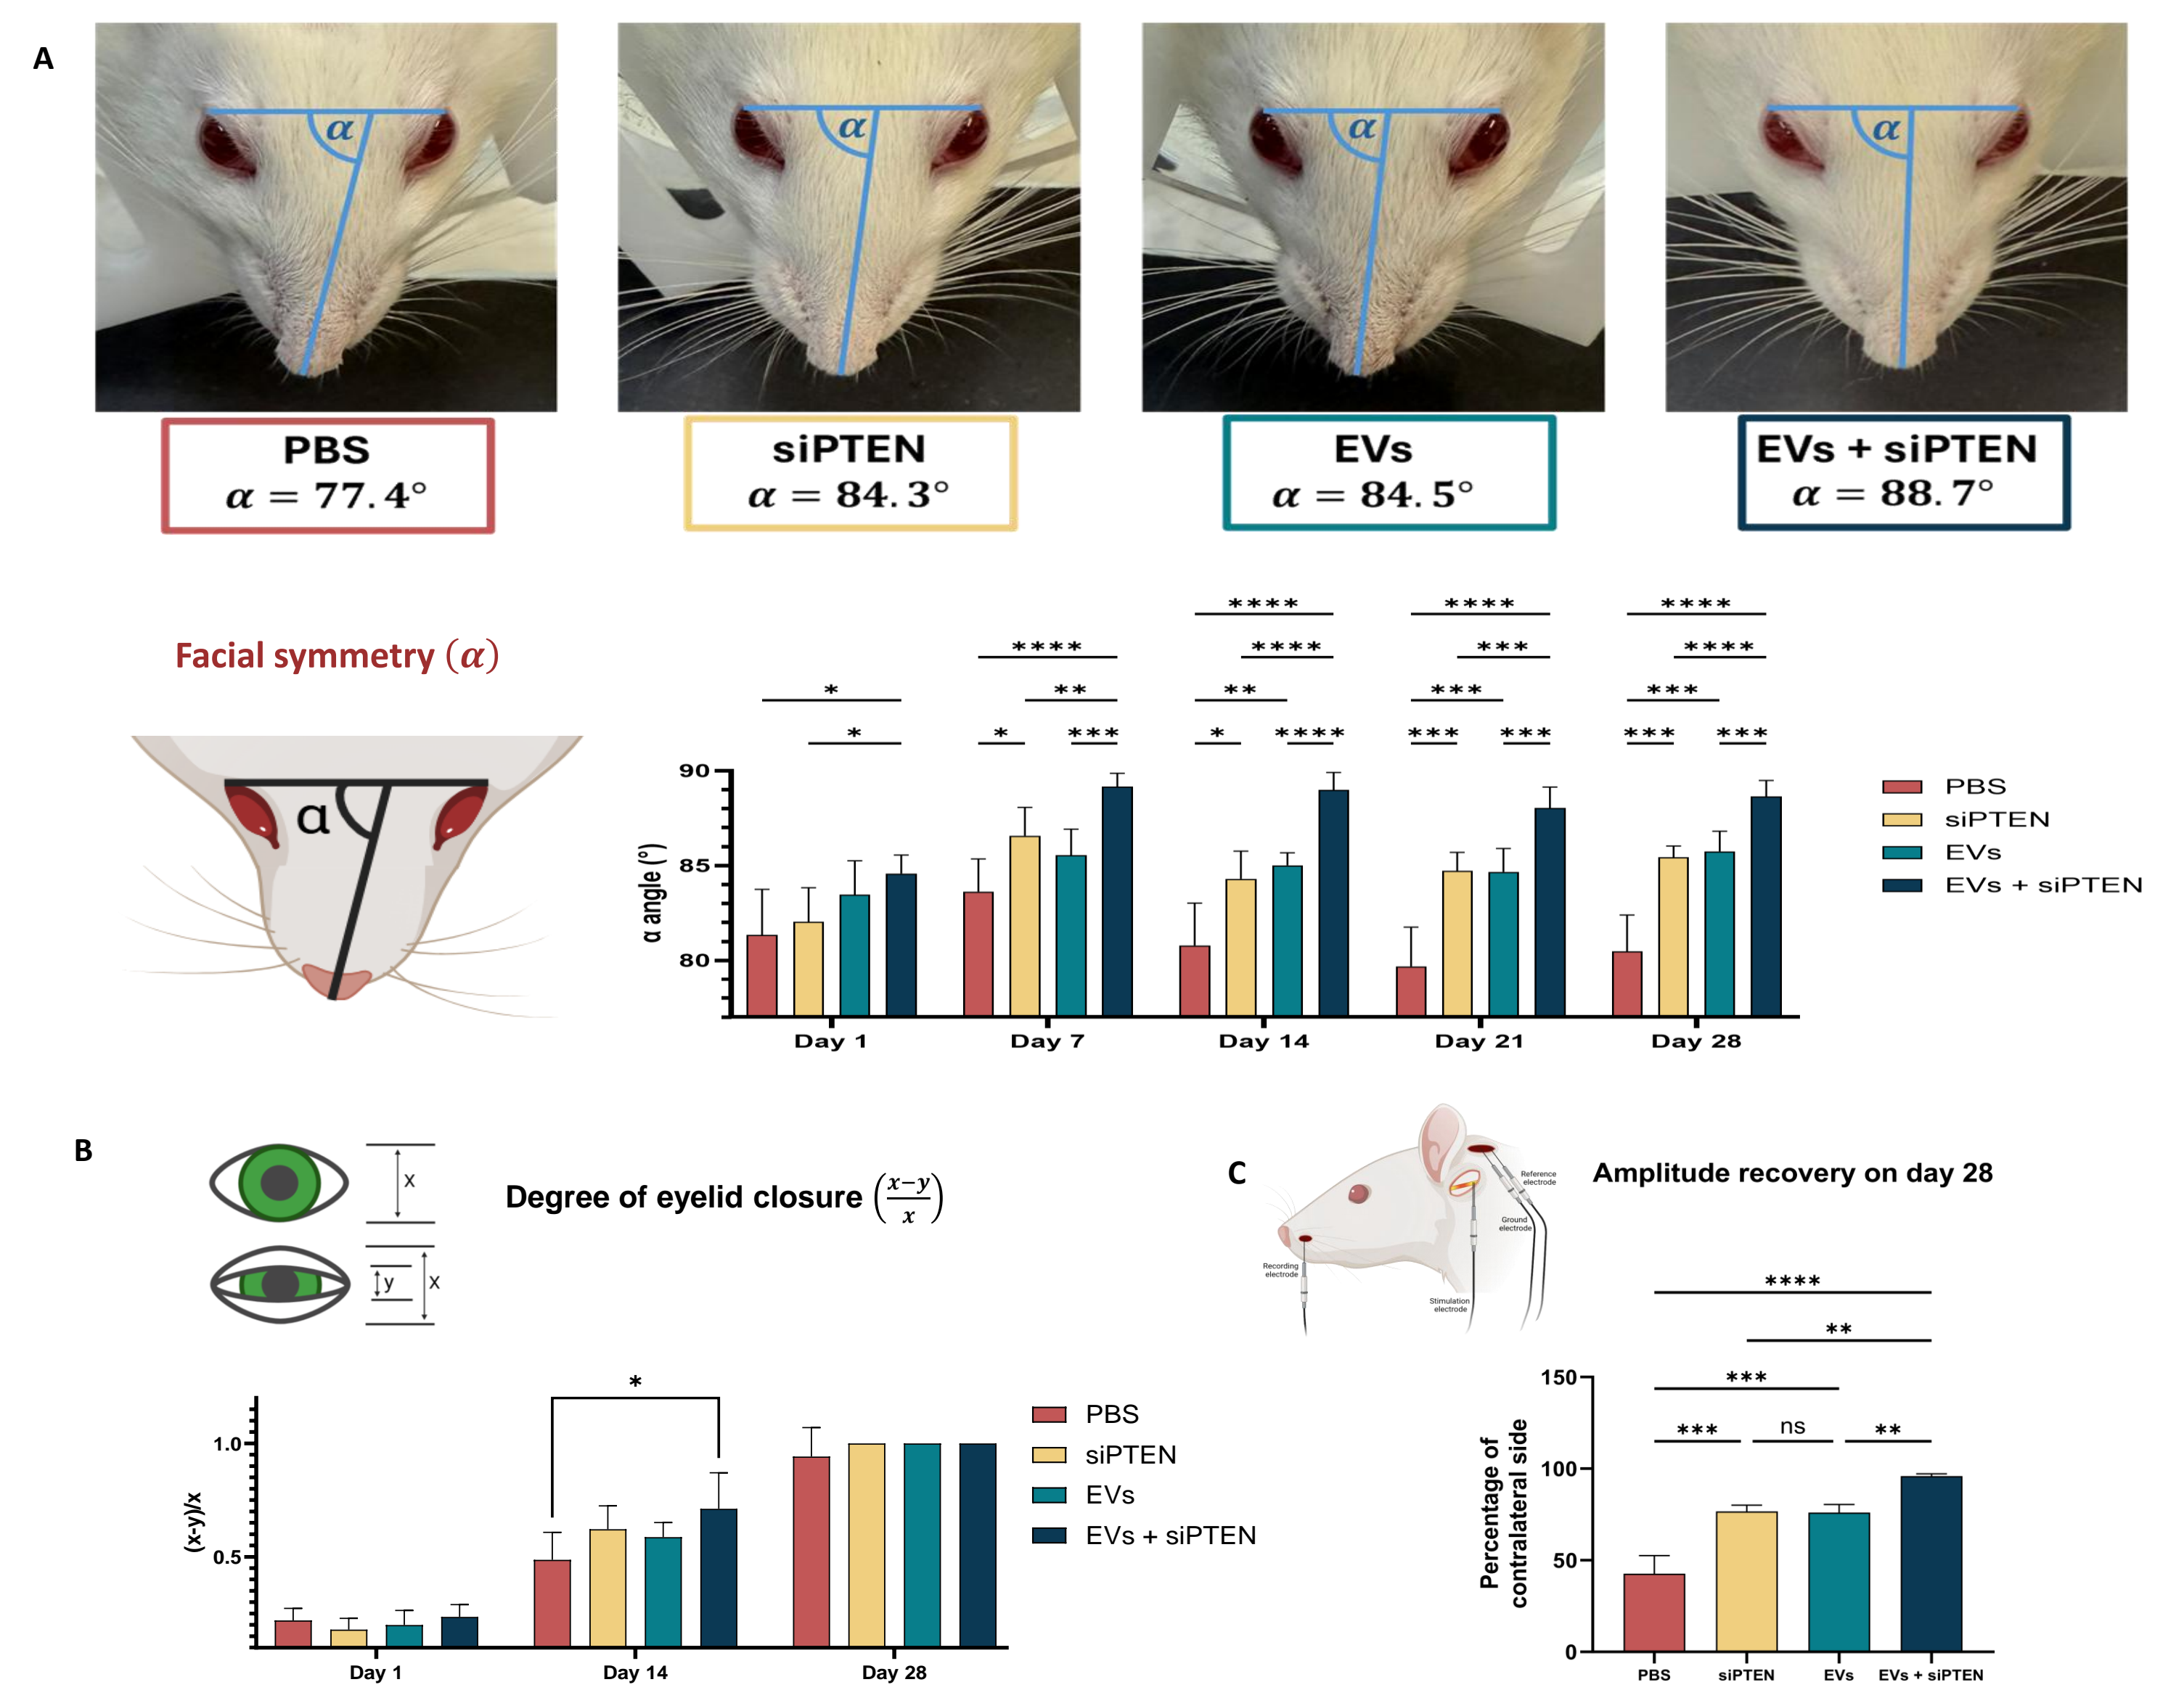 A
α
α
α
α
PBS
α = 77.4°
siPTEN
α = 84.3°
EVs
α = 84.5°
EVs + siPTEN
α = 88.7°
Facial symmetry (α)
α
****
****
****
****
****
***
****
*
**
**
***
***
*
*
***
*
****
***
***
***
***
90
85
80
α angle (°)
Day 1
Day 7
Day 14
Day 21
Day 28
PBS
siPTEN
EVs
EVs + siPTEN
B
x
y
x
Degree of eyelid closure ((x−y)/x)
*
1.0
0.5
(x-y)/x
Day 1
Day 14
Day 28
PBS
siPTEN
EVs
EVs + siPTEN
C
Reference
electrode
Ground
electrode
Recording
electrode
Stimulation
electrode
Amplitude recovery on day 28
****
**
***
***
ns
**
150
100
50
0
Percentage of
contralateral side
PBS
siPTEN
EVs
EVs + siPTEN